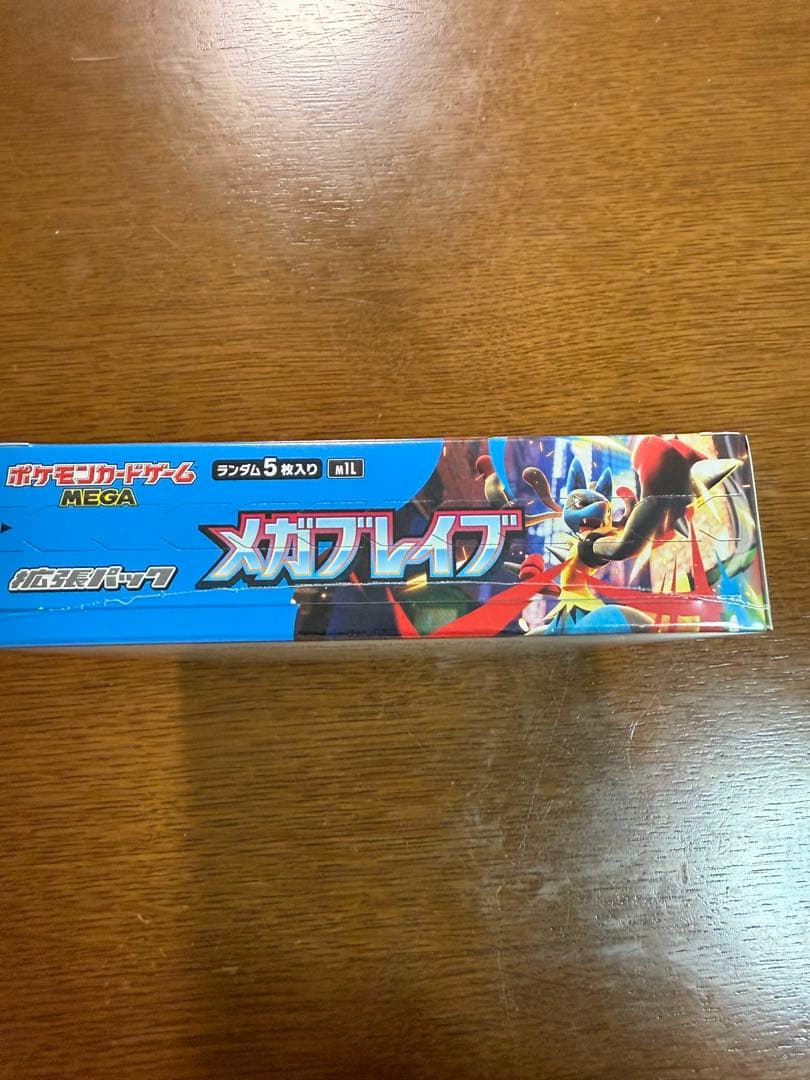 ポケモンカードゲーム
MEGA
拡張パック
ランダム5枚入り M1L
メガブレイブ